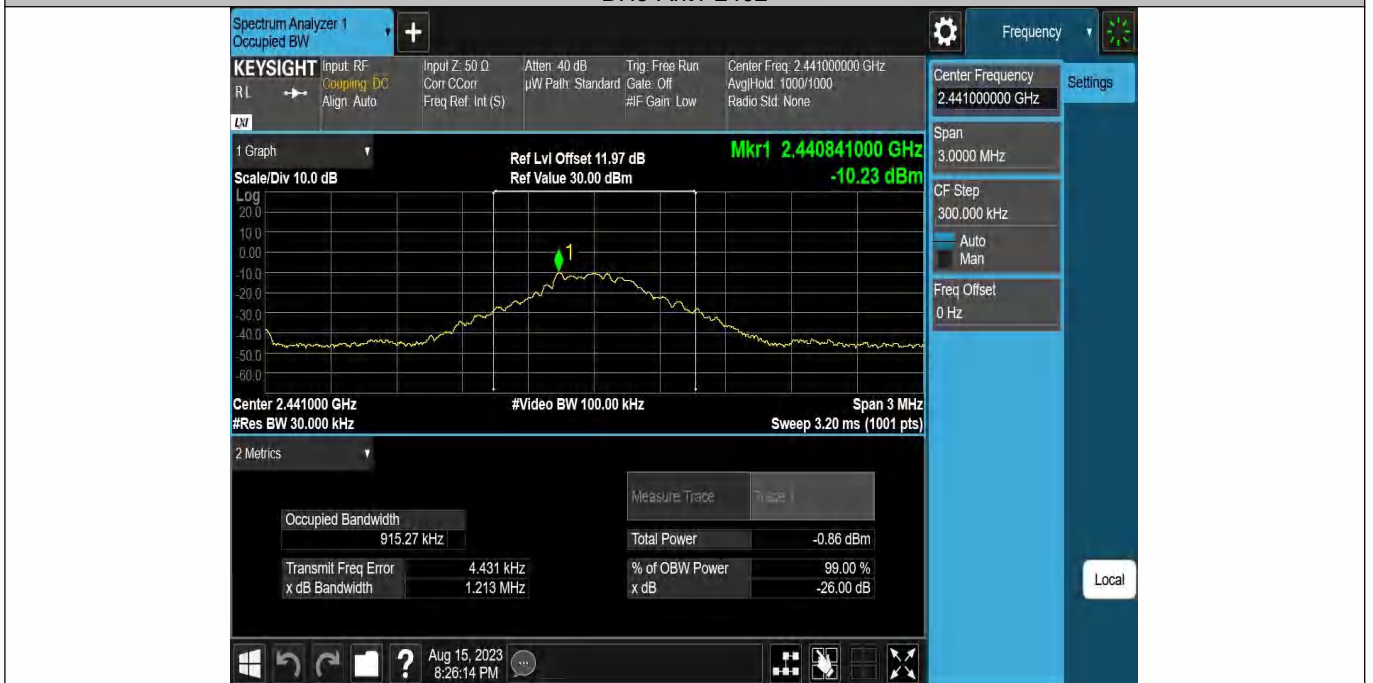 Spectrum Analyzer 1
Occupied BW
+
Frequency
KEYSIGHT
RL
LXI
Input: RF
Coupling: DC
Align: Auto
Input Z: 50 Ω
Corr CCorr
Freq Ref: Int (S)
Atten: 40 dB
µW Path: Standard
Trig: Free Run
Gate: Off
#IF Gain: Low
Center Freq: 2.441000000 GHz
Avg|Hold: 1000/1000
Radio Std: None
Center Frequency
2.441000000 GHz
Settings
Span
3.0000 MHz
CF Step
300.000 kHz
Auto
Man
Freq Offset
0 Hz
Local
1 Graph
Scale/Div 10.0 dB
Ref Lvl Offset 11.97 dB
Ref Value 30.00 dBm
Mkr1 2.440841000 GHz
-10.23 dBm
Log
20.0
10.0
0.00
-10.0
-20.0
-30.0
-40.0
-50.0
-60.0
1
Center 2.441000 GHz
#Res BW 30.000 kHz
#Video BW 100.00 kHz
Span 3 MHz
Sweep 3.20 ms (1001 pts)
2 Metrics
Measure Trace
Trace 1
Occupied Bandwidth
915.27 kHz
Total Power
-0.86 dBm
Transmit Freq Error
4.431 kHz
% of OBW Power
99.00 %
x dB Bandwidth
1.213 MHz
x dB
-26.00 dB
?
Aug 15, 2023
8:26:14 PM